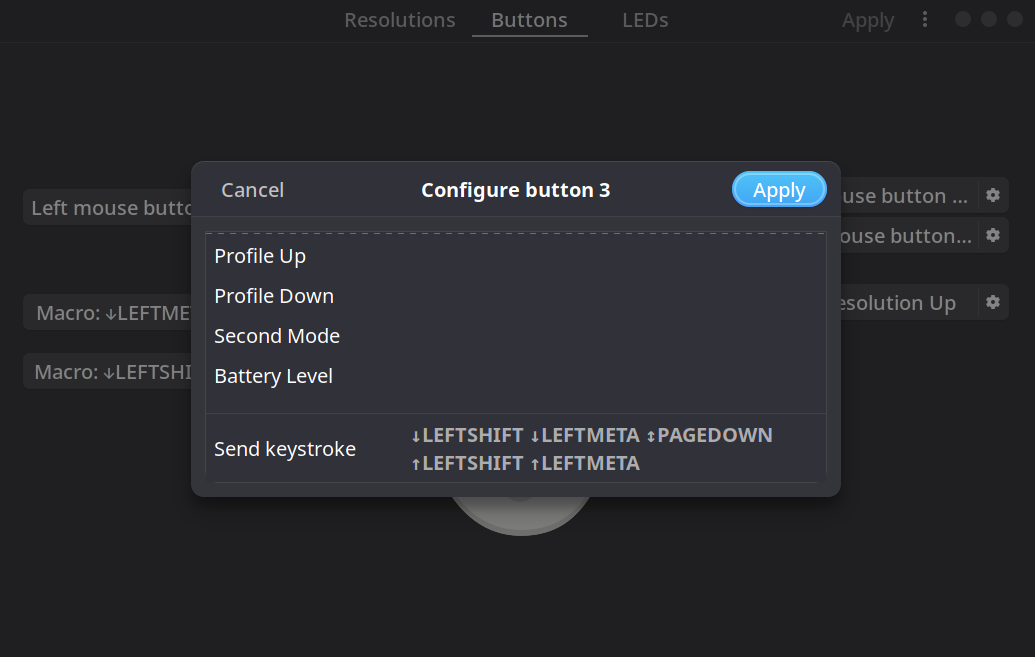 Resolutions Buttons LEDs Apply
Cancel Configure button 3 Apply
Left mouse butto
use button ...
ouse button...
Profile Up
Profile Down
Second Mode
Battery Level
Macro: ↓LEFTME
esolution Up
Macro: ↓LEFTSHI
Send keystroke
↓LEFTSHIFT ↓LEFTMETA ↕PAGEDOWN
↑LEFTSHIFT ↑LEFTMETA